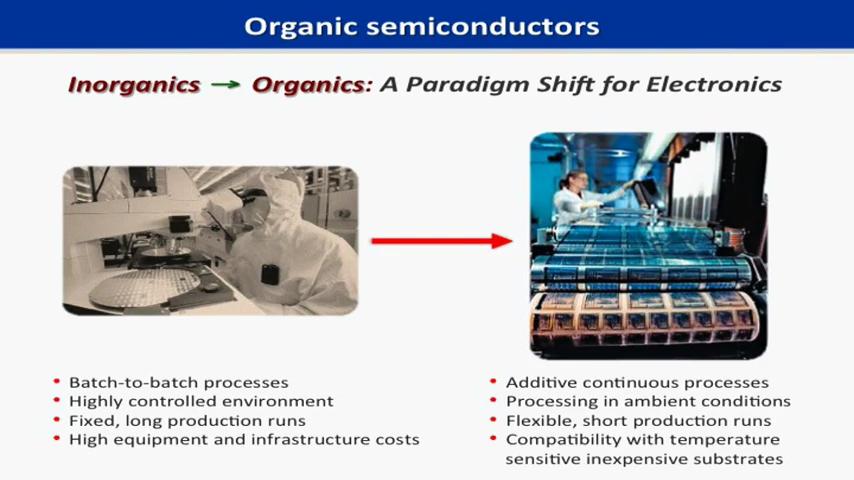 Organic semiconductors
Inorganics → Organics: A Paradigm Shift for Electronics
• Batch-to-batch processes
• Highly controlled environment
• Fixed, long production runs
• High equipment and infrastructure costs
• Additive continuous processes
• Processing in ambient conditions
• Flexible, short production runs
• Compatibility with temperature
sensitive inexpensive substrates